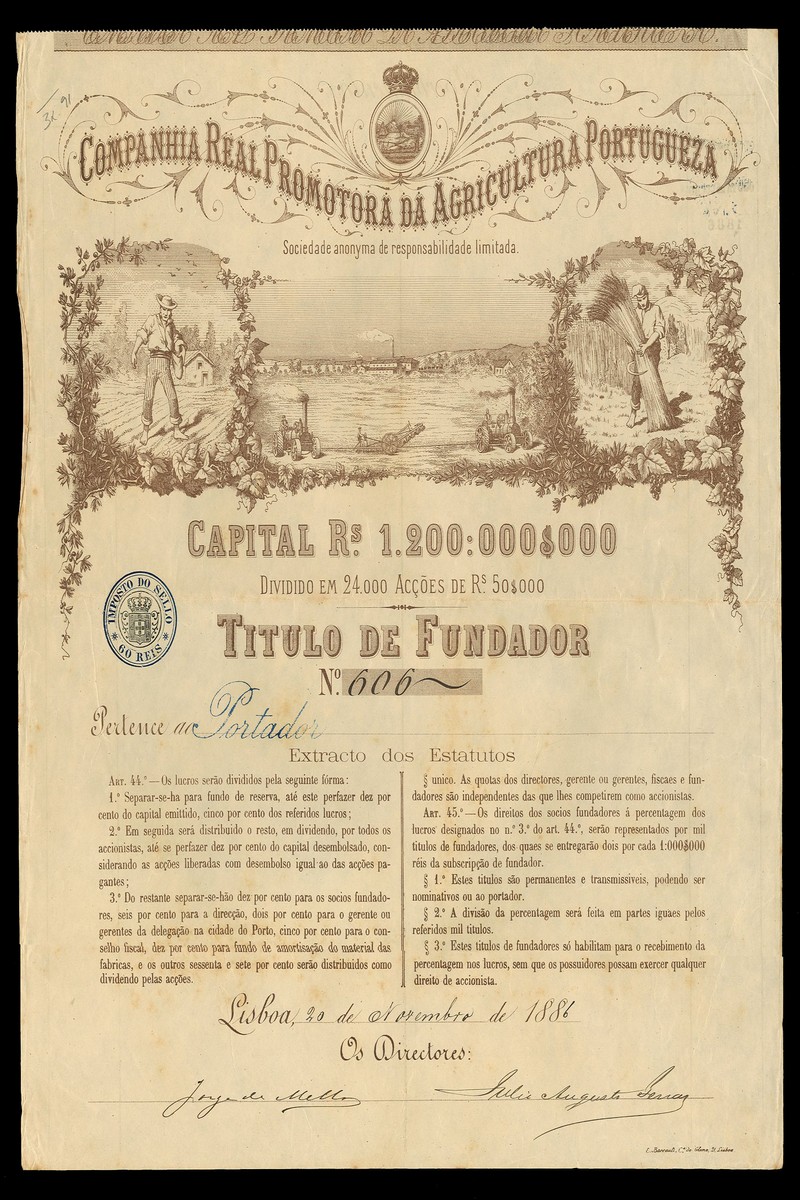 Companhia Real Promotora da Agricultura Portugueza
Sociedade anonyma de responsabilidade limitada.
Capital Rs. 1.200:000$000
Dividido em 24.000 Acções de Rs. 50$000
IMPOSTO DO SELLO
60 REIS
Titulo de Fundador
Nº. 606
Pertence ao Portador
Extracto dos Estatutos
Art. 44.º — Os lucros serão divididos pela seguinte fórma:
1.º Separar-se-ha para fundo de reserva, até este perfazer dez por
cento do capital emittido, cinco por cento dos referidos lucros;
2.º Em seguida será distribuido o resto, em dividendo, por todos os
accionistas, até se perfazer dez por cento do capital desembolsado, con-
siderando as acções liberadas com desembolso igual ao das acções pa-
gantes;
3.º Do restante separar-se-hão dez por cento para os socios fundado-
res, seis por cento para a direcção, dois por cento para o gerente ou
gerentes da delegação na cidade do Porto, cinco por cento para o con-
selho fiscal, dez por cento para fundo de amortisação do material das
fabricas, e os outros sessenta e sete por cento serão distribuidos como
dividendo pelas acções.
§ unico. As quotas dos directores, gerente ou gerentes, fiscaes e fun-
dadores são independentes das que lhes competirem como accionistas.
Art. 45.º — Os direitos dos socios fundadores á percentagem dos
lucros designados no n.º 3.º do art. 44.º, serão representados por mil
titulos de fundadores, dos quaes se entregarão dois por cada 1:000$000
réis da subscripção de fundador.
§ 1.º Estes titulos são permanentes e transmissiveis, podendo ser
nominativos ou ao portador.
§ 2.º A divisão da percentagem será feita em partes iguaes pelos
referidos mil titulos.
§ 3.º Estes titulos de fundadores só habilitam para o recebimento da
percentagem nos lucros, sem que os possuidores possam exercer qualquer
direito de accionista.
Lisboa, 20 de Novembro de 1886
Os Directores:
Jorge de Mello
Julio Augusto